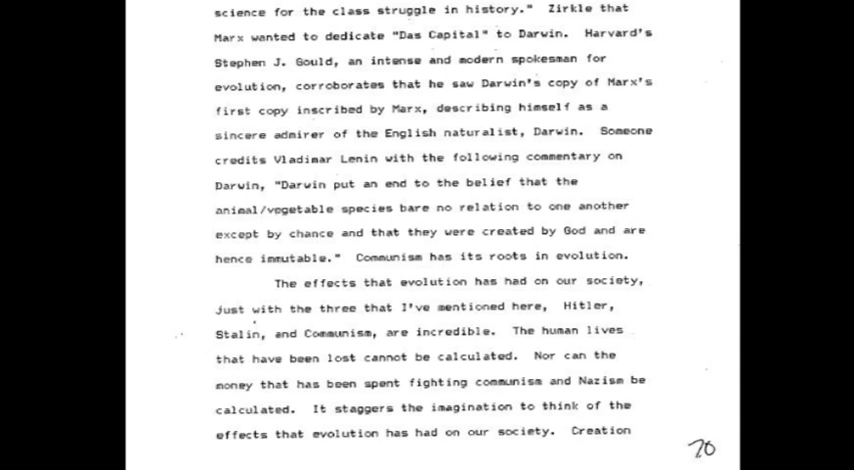 science for the class struggle in history." Zirkle that
Marx wanted to dedicate "Das Capital" to Darwin. Harvard's
Stephen J. Gould, an intense and modern spokesman for
evolution, corroborates that he saw Darwin's copy of Marx's
first copy inscribed by Marx, describing himself as a
sincere admirer of the English naturalist, Darwin. Someone
credits Vladimar Lenin with the following commentary on
Darwin, "Darwin put an end to the belief that the
animal/vegetable species bare no relation to one another
except by chance and that they were created by God and are
hence immutable." Communism has its roots in evolution.
The effects that evolution has had on our society,
just with the three that I've mentioned here, Hitler,
Stalin, and Communism, are incredible. The human lives
that have been lost cannot be calculated. Nor can the
money that has been spent fighting communism and Nazism be
calculated. It staggers the imagination to think of the
effects that evolution has had on our society. Creation
70